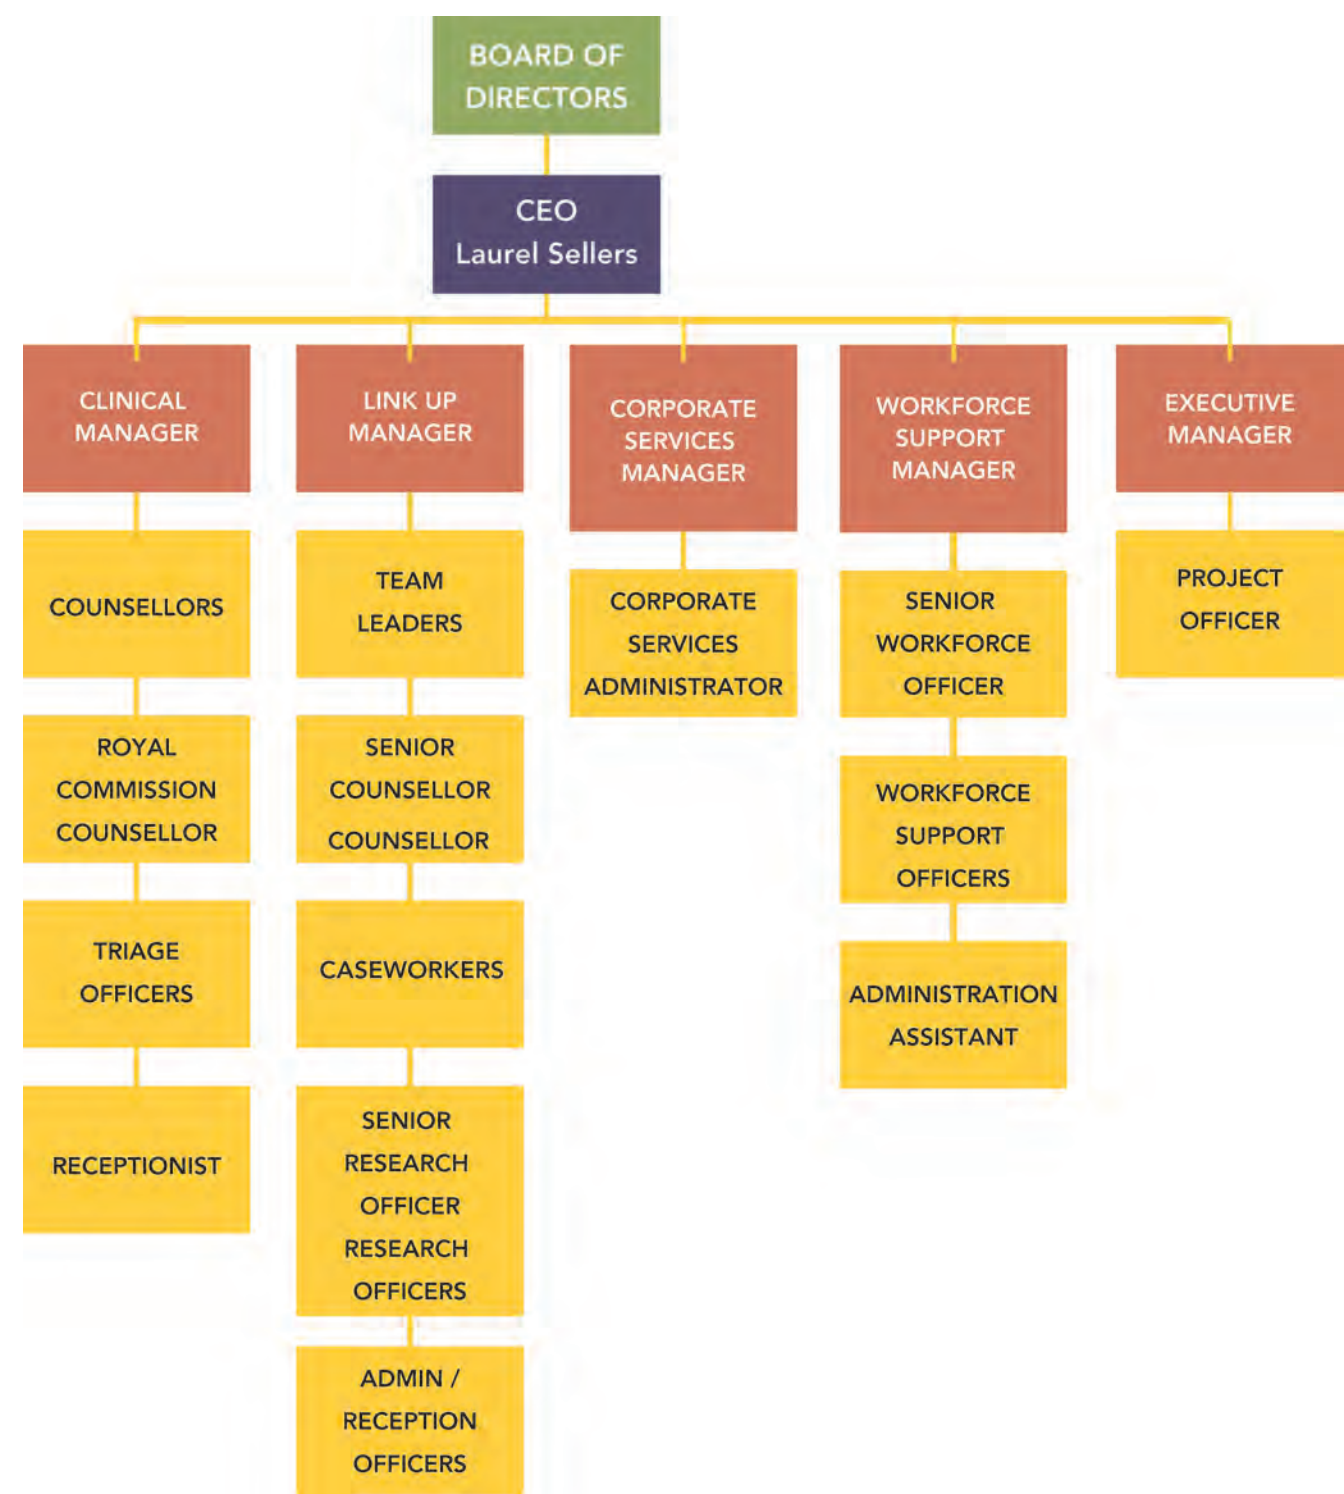 BOARD OF
DIRECTORS
CEO
Laurel Sellers
CLINICAL
MANAGER
COUNSELLORS
ROYAL
COMMISSION
COUNSELLOR
TRIAGE
OFFICERS
RECEPTIONIST
LINK UP
MANAGER
TEAM
LEADERS
SENIOR
COUNSELLOR
COUNSELLOR
CASEWORKERS
SENIOR
RESEARCH
OFFICER
RESEARCH
OFFICERS
ADMIN /
RECEPTION
OFFICERS
CORPORATE
SERVICES
MANAGER
CORPORATE
SERVICES
ADMINISTRATOR
WORKFORCE
SUPPORT
MANAGER
SENIOR
WORKFORCE
OFFICER
WORKFORCE
SUPPORT
OFFICERS
ADMINISTRATION
ASSISTANT
EXECUTIVE
MANAGER
PROJECT
OFFICER